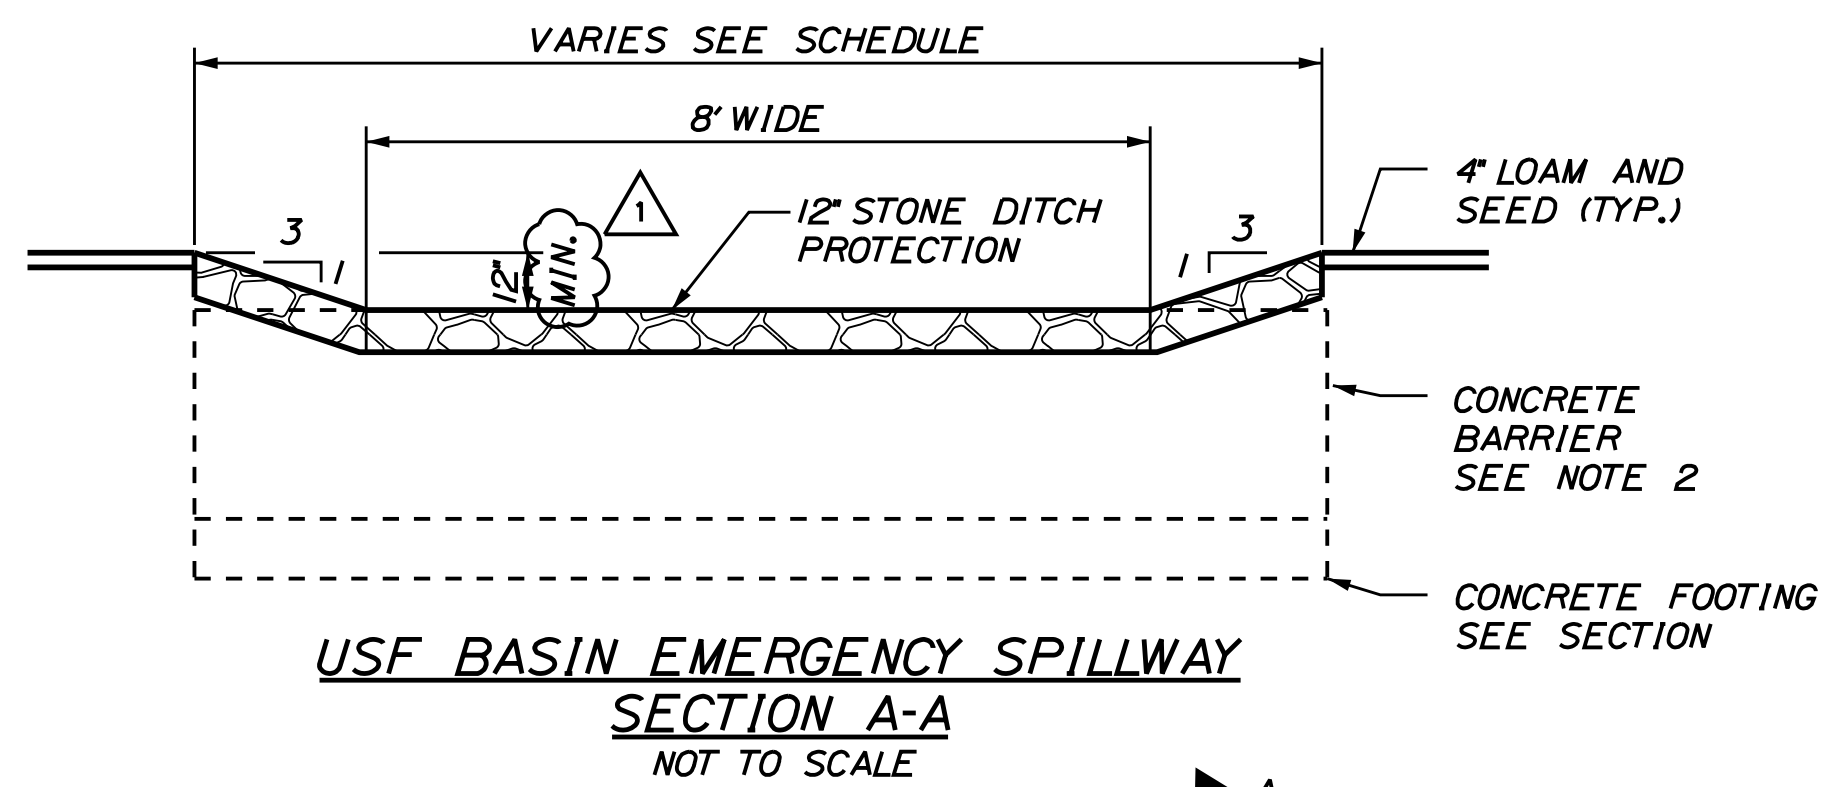 VARIES SEE SCHEDULE
8' WIDE
4" LOAM AND
SEED (TYP.)
1
12" STONE DITCH
PROTECTION
3
1
12"
MIN.
3
1
CONCRETE
BARRIER
SEE NOTE 2
CONCRETE FOOTING
SEE SECTION
USF BASIN EMERGENCY SPILLWAY
SECTION A-A
NOT TO SCALE